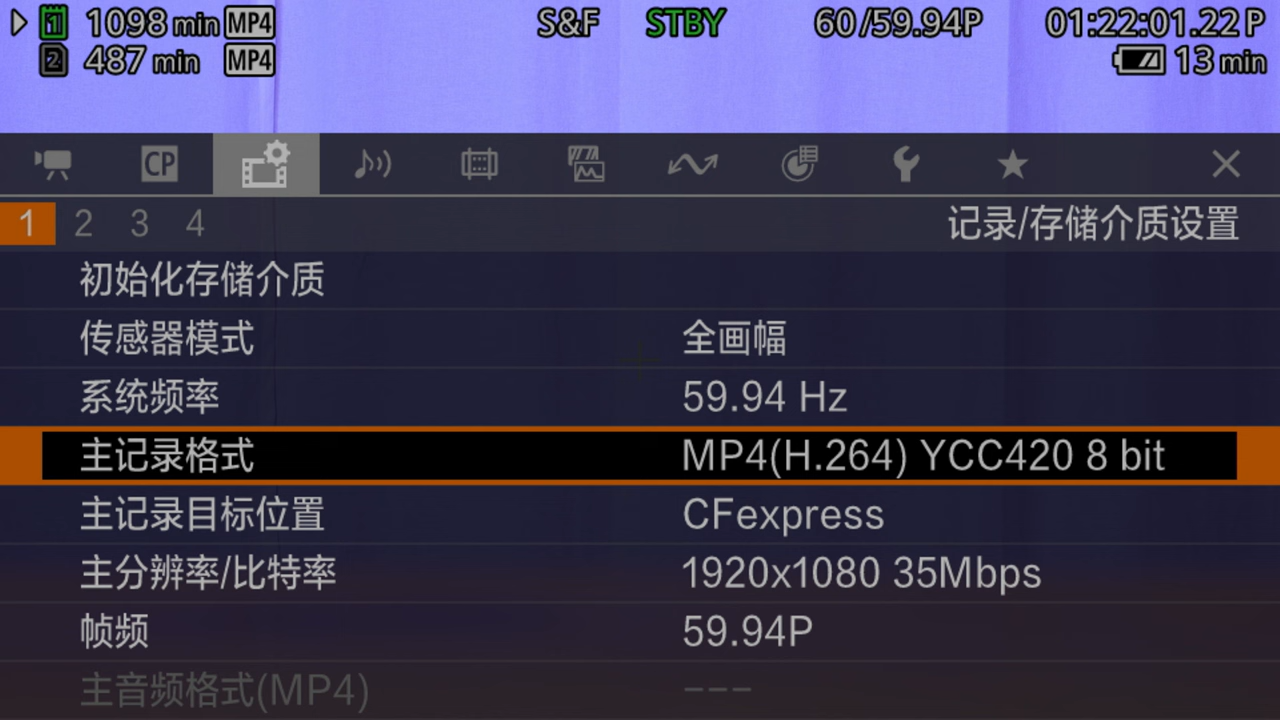 1 1098 min MP4 S&F STBY 60/59.94P 01:22:01.22 P
2 487 min MP4 13 min
CP
1 2 3 4 记录/存储介质设置
初始化存储介质
传感器模式 全画幅
系统频率 59.94 Hz
主记录格式 MP4(H.264) YCC420 8 bit
主记录目标位置 CFexpress
主分辨率/比特率 1920x1080 35Mbps
帧频 59.94P
主音频格式(MP4) ---